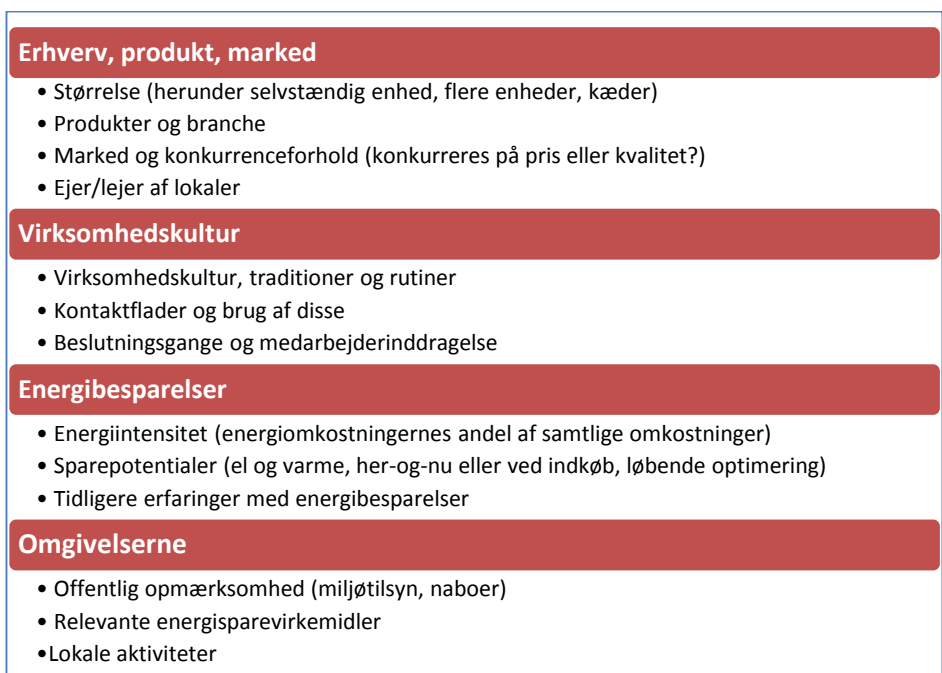 Erhverv, produkt, marked
• Størrelse (herunder selvstændig enhed, flere enheder, kæder)
• Produkter og branche
• Marked og konkurrenceforhold (konkurreres på pris eller kvalitet?)
• Ejer/lejer af lokaler
Virksomhedskultur
• Virksomhedskultur, traditioner og rutiner
• Kontaktflader og brug af disse
• Beslutningsgange og medarbejderinddragelse
Energibesparelser
• Energiintensitet (energiomkostningernes andel af samtlige omkostninger)
• Sparepotentialer (el og varme, her-og-nu eller ved indkøb, løbende optimering)
• Tidligere erfaringer med energibesparelser
Omgivelserne
• Offentlig opmærksomhed (miljøtilsyn, naboer)
• Relevante energisparevirkemidler
•Lokale aktiviteter